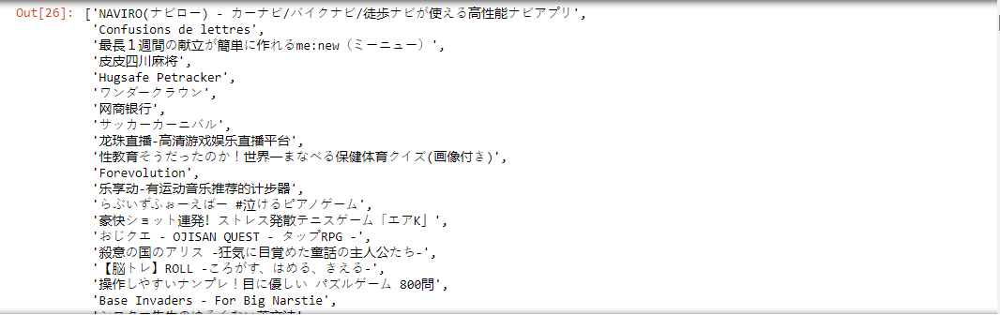 Out[26]: ['NAVIRO(ナビロー) - カーナビ/バイクナビ/徒歩ナビが使える高性能ナビアプリ',
'Confusions de lettres',
'最長１週間の献立が簡単に作れるme:new（ミーニュー）',
'皮皮四川麻将',
'Hugsafe Petracker',
'ワンダークラウン',
'网商银行',
'サッカーカーニバル',
'龙珠直播-高清游戏娱乐直播平台',
'性教育そうだったのか！世界一まなべる保健体育クイズ(画像付き)',
'Forevolution',
'乐享动-有运动音乐推荐的计步器',
'らぶいずふぉーえばー #泣けるピアノゲーム',
'豪快ショット連発！ストレス発散テニスゲーム「エアK」',
'おじクエ - OJISAN QUEST - タップRPG -',
'殺意の国のアリス -狂気に目覚めた童話の主人公たち-',
'【脳トレ】ROLL -ころがす、はめる、きえる-',
'操作しやすいナンプレ！目に優しい パズルゲーム 800問',
'Base Invaders - For Big Narstie',